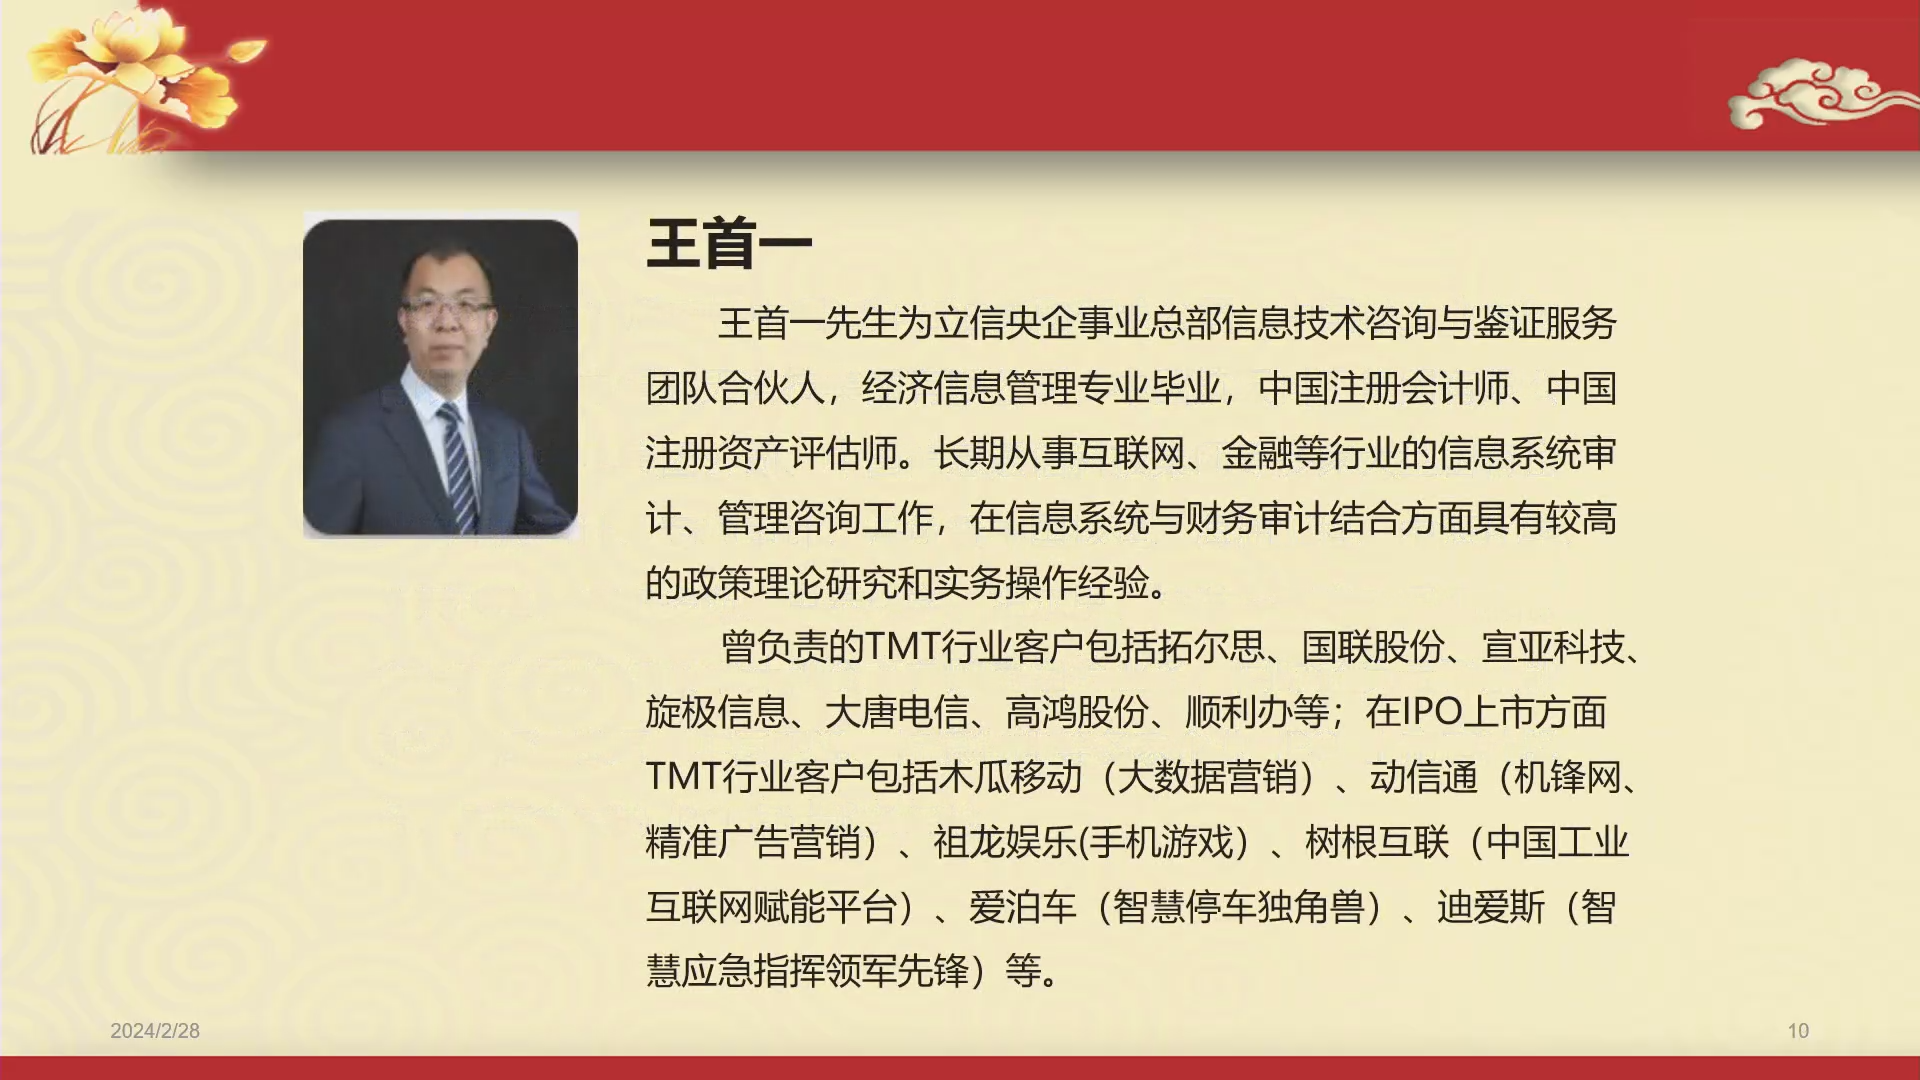 王首一
王首一先生为立信央企事业总部信息技术咨询与鉴证服务
团队合伙人，经济信息管理专业毕业，中国注册会计师、中国
注册资产评估师。长期从事互联网、金融等行业的信息系统审
计、管理咨询工作，在信息系统与财务审计结合方面具有较高
的政策理论研究和实务操作经验。
曾负责的TMT行业客户包括拓尔思、国联股份、宣亚科技、
旋极信息、大唐电信、高鸿股份、顺利办等；在IPO上市方面
TMT行业客户包括木瓜移动（大数据营销）、动信通（机锋网、
精准广告营销）、祖龙娱乐(手机游戏）、树根互联（中国工业
互联网赋能平台）、爱泊车（智慧停车独角兽）、迪爱斯（智
慧应急指挥领军先锋）等。
2024/2/28
10